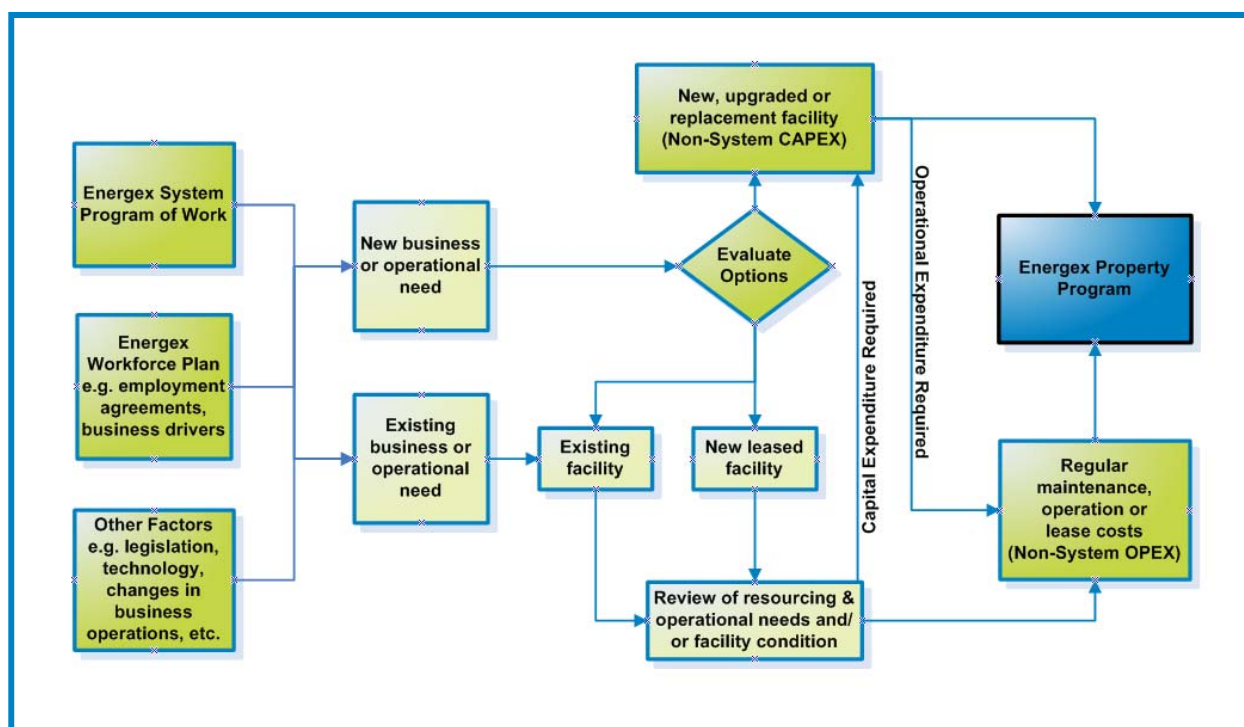 Energex System
Program of Work
Energex
Workforce Plan
e.g. employment
agreements,
business drivers
Other Factors
e.g. legislation,
technology,
changes in
business
operations, etc.
New business
or operational
need
Existing
business or
operational
need
New, upgraded or
replacement facility
(Non-System CAPEX)
Evaluate
Options
Existing
facility
New leased
facility
Review of resourcing &
operational needs and/
or facility condition
Capital Expenditure Required
Operational Expenditure Required
Energex Property
Program
Regular
maintenance,
operation or
lease costs
(Non-System OPEX)